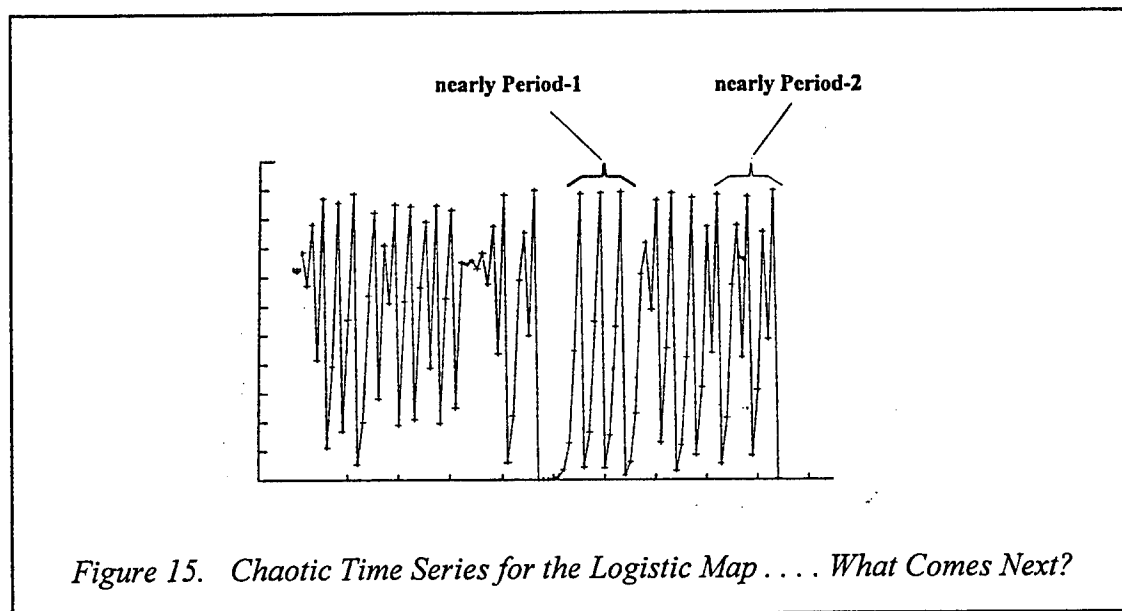 nearly Period-1 nearly Period-2
Figure 15. Chaotic Time Series for the Logistic Map . . . . What Comes Next?